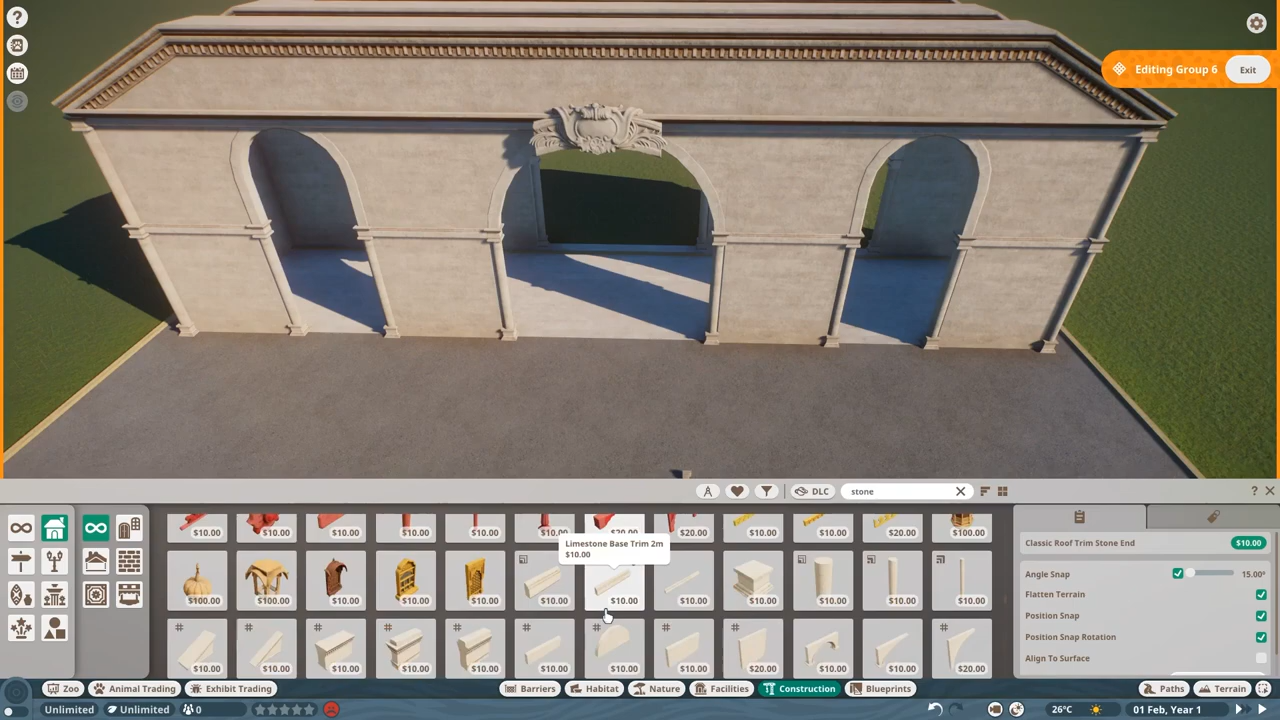 ?
Editing Group 6
Exit
DLC
stone
?
$10.00 $10.00 $10.00 $10.00 $10.00 $10.00 $20.00 $20.00 $10.00 $10.00 $20.00 $100.00
Limestone Base Trim 2m
$10.00
$100.00 $100.00 $10.00 $10.00 $10.00 $10.00 $10.00 $10.00 $10.00 $10.00 $10.00 $10.00
$10.00 $10.00 $10.00 $10.00 $10.00 $10.00 $10.00 $10.00 $20.00 $10.00 $10.00 $20.00
Classic Roof Trim Stone End
$10.00
Angle Snap
15.00°
Flatten Terrain
Position Snap
Position Snap Rotation
Align To Surface
Zoo
Animal Trading
Exhibit Trading
Barriers
Habitat
Nature
Facilities
Construction
Blueprints
Paths
Terrain
Unlimited
Unlimited
0
26°C
01 Feb, Year 1